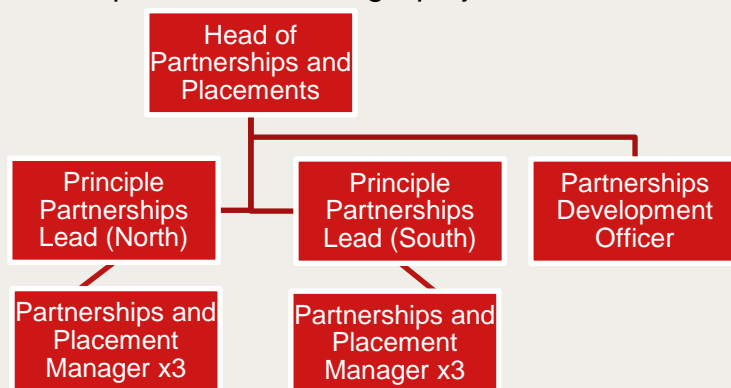 Head of
Partnerships and
Placements
Principle
Partnerships
Lead (North)
Principle
Partnerships
Lead (South)
Partnerships
Development
Officer
Partnerships and
Placement
Manager x3
Partnerships and
Placement
Manager x3